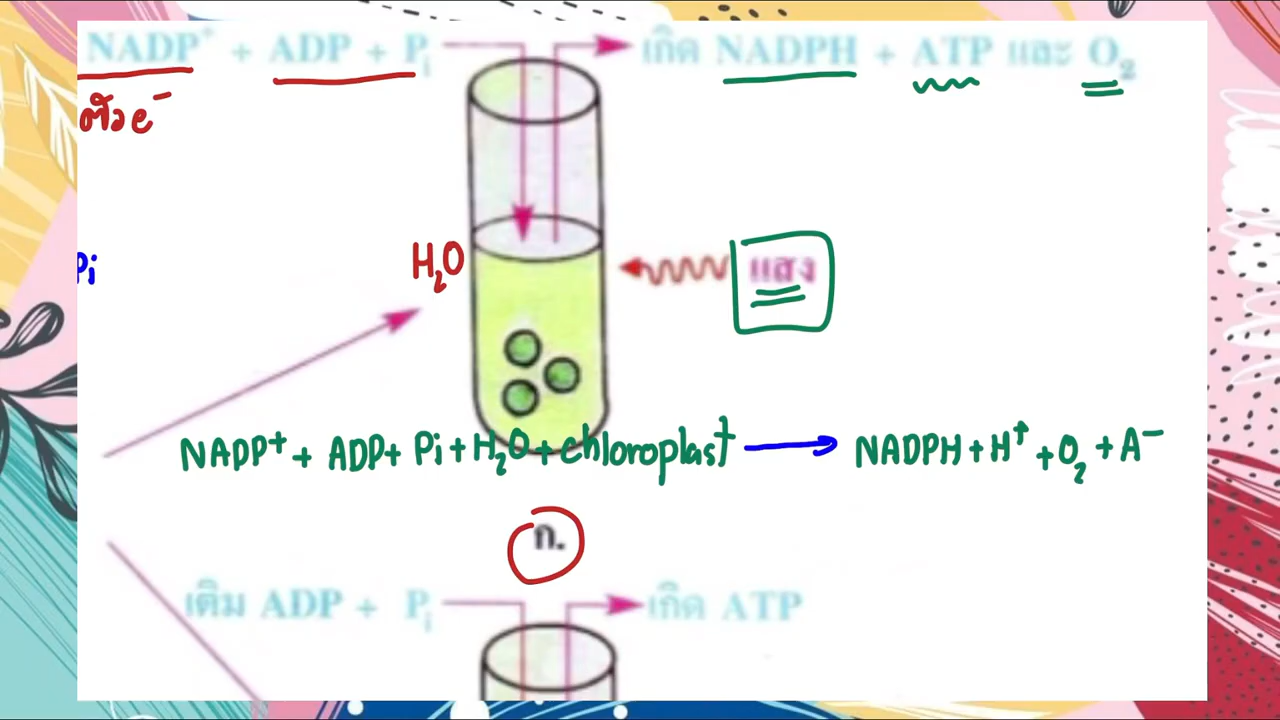 NADP⁺ + ADP + Pᵢ เกิด NADPH + ATP และ O₂
ตัวe⁻
H₂O
แสง
Pi
NADP+ + ADP+ Pi+H₂O+chloroplast → NADPH+H⁺+O₂+A⁻
ก.
เติม ADP + Pᵢ เกิด ATP